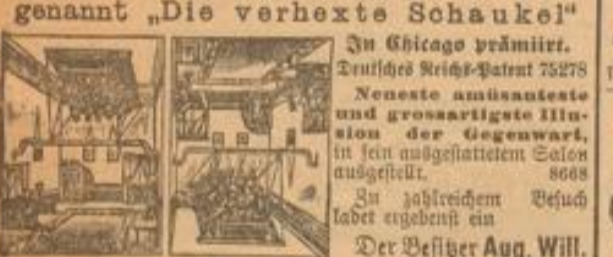 genannt „Die verhexte Schaukel“
In Chicago prämiirt.
Deutsches Reichs-Patent 75278
Neueste amüsanteste
und grossartigste Illu-
sion der Gegenwart,
in fein ausgestattetem Salon
ausgestellt. 8668
Zu zahlreichem Besuch
ladet ergebenst ein
Der Besitzer Aug. Will.